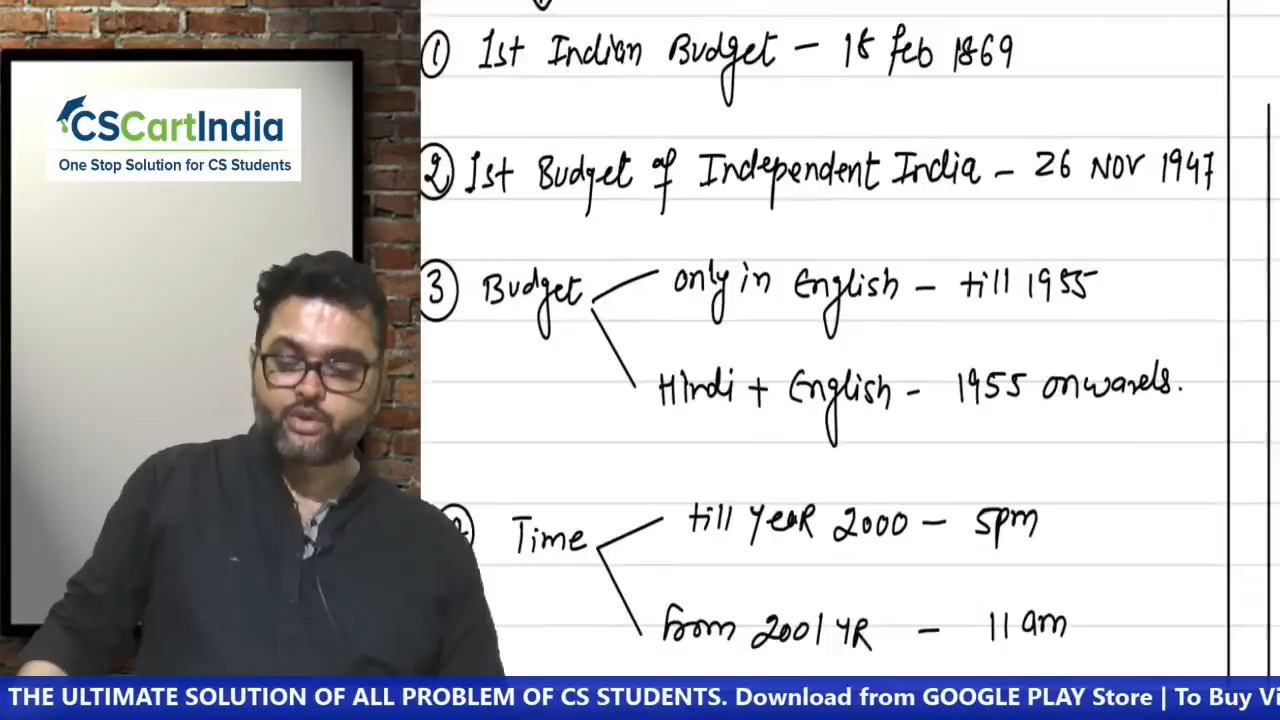 CSCartIndia
One Stop Solution for CS Students
① 1st Indian Budget – 18 feb 1869
② 1st Budget of Independent India – 26 NOV 1947
③ Budget only in English – till 1955
Hindi + English – 1955 onwards.
Time till year 2000 – 5pm
from 2001 YR – 11 am
THE ULTIMATE SOLUTION OF ALL PROBLEM OF CS STUDENTS. Download from GOOGLE PLAY Store | To Buy Vi